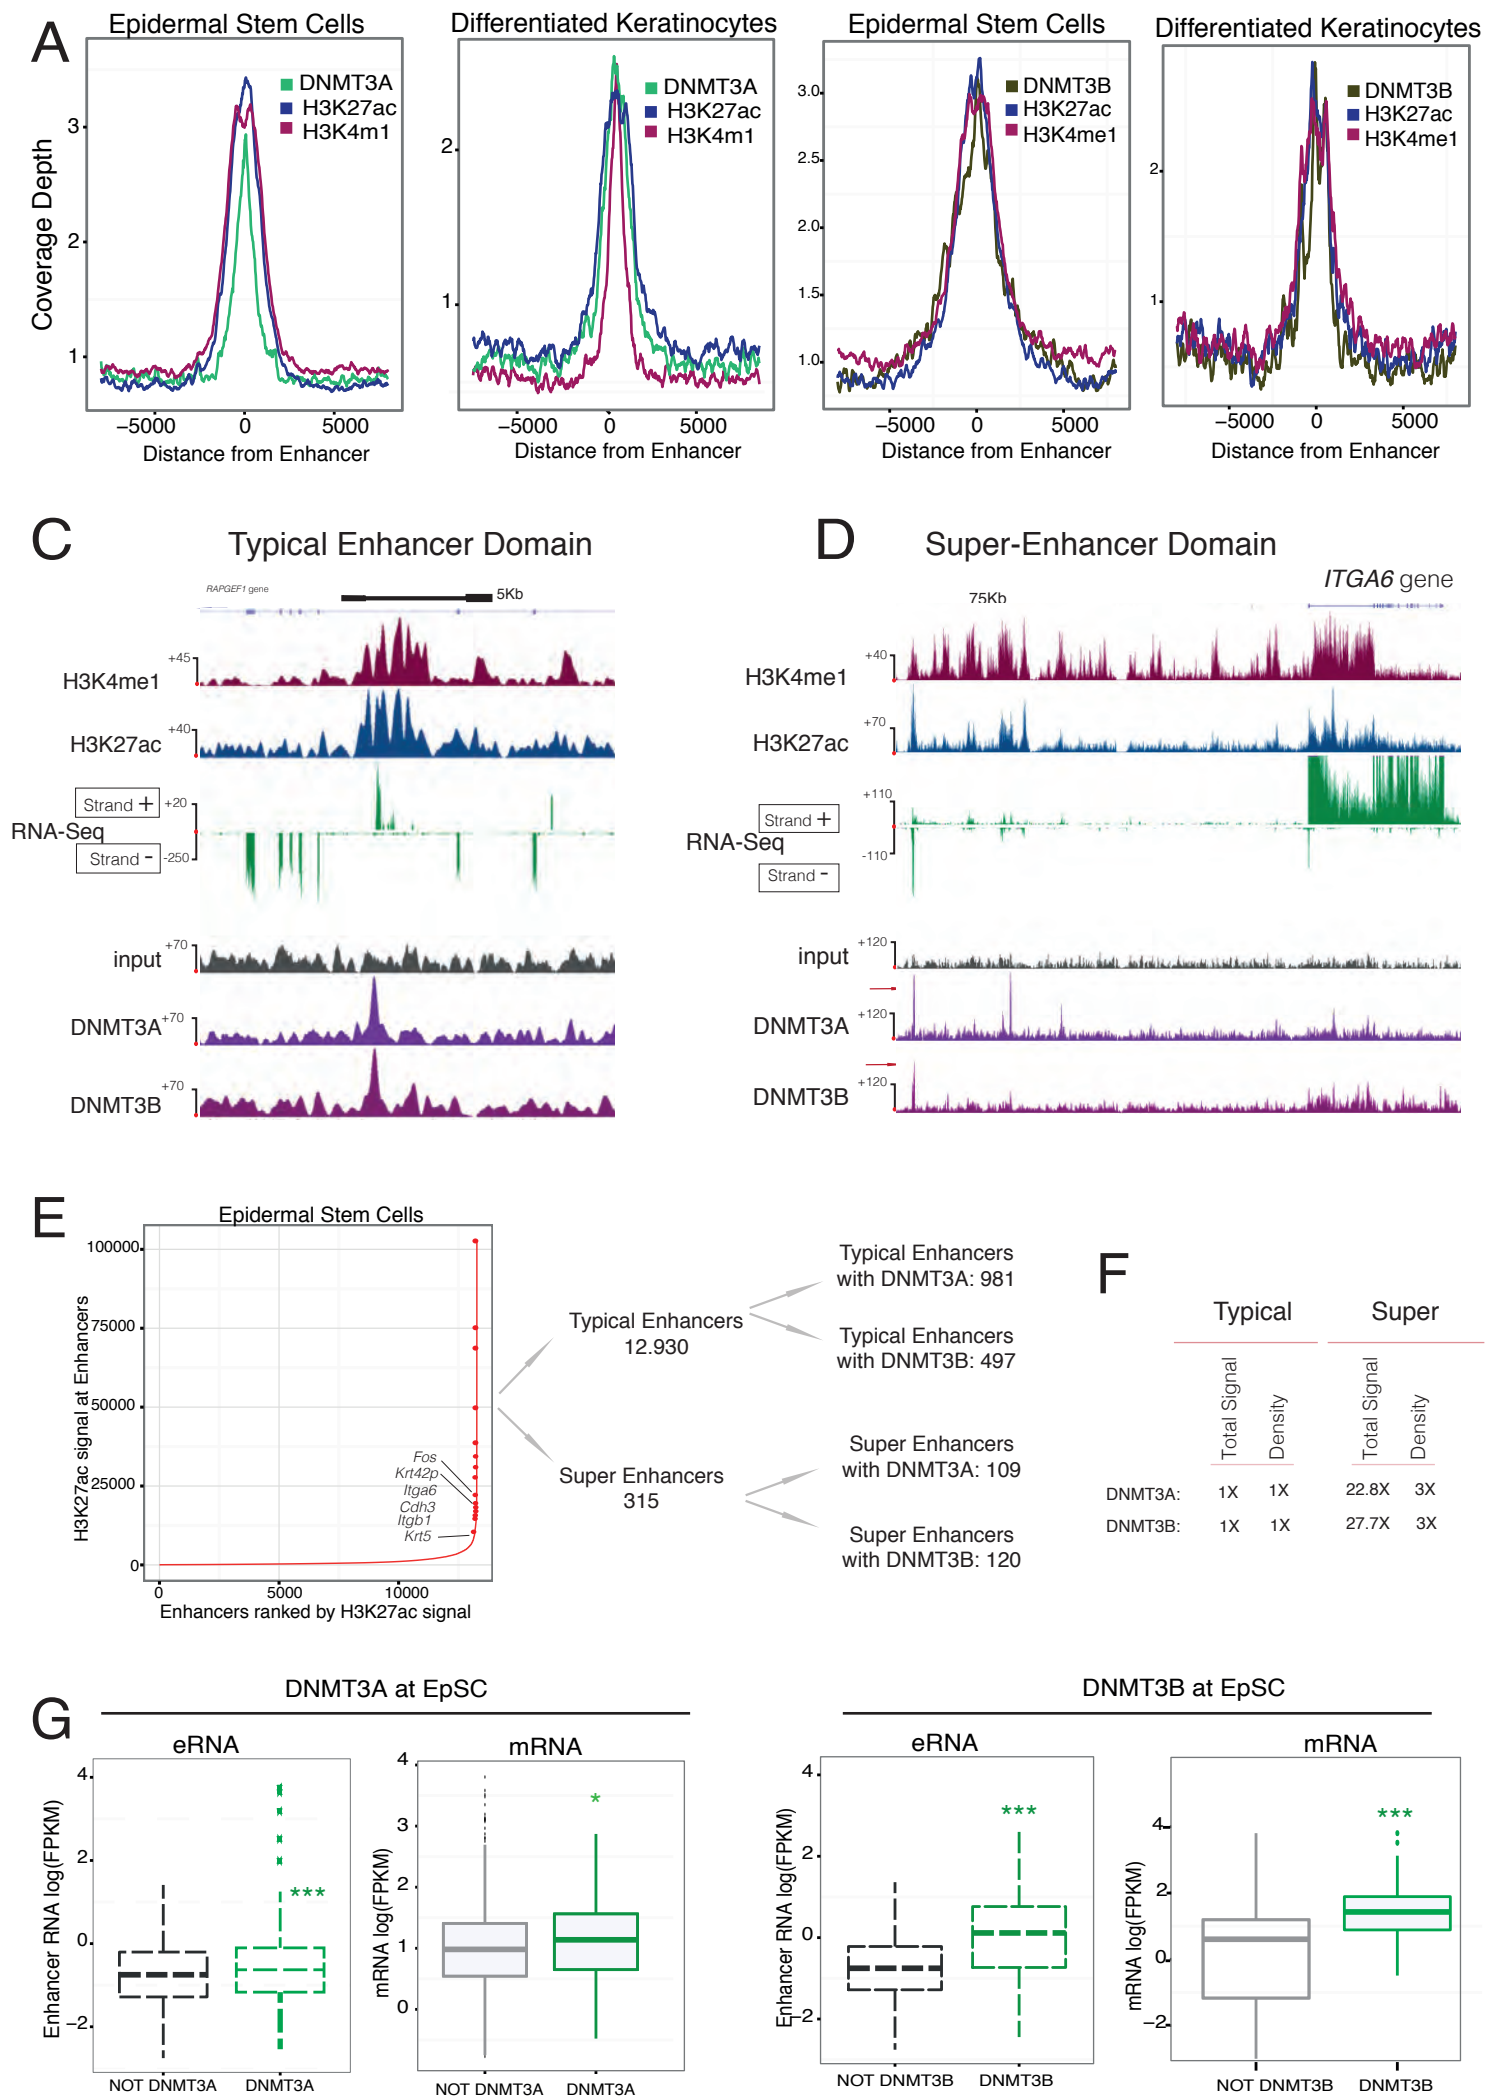 A
Epidermal Stem Cells
Differentiated Keratinocytes
Epidermal Stem Cells
Differentiated Keratinocytes
Coverage Depth
3
2
1
DNMT3A
H3K27ac
H3K4m1
−5000 0 5000
Distance from Enhancer
2
1
DNMT3A
H3K27ac
H3K4m1
−5000 0 5000
Distance from Enhancer
3.0
2.5
2.0
1.5
1.0
DNMT3B
H3K27ac
H3K4me1
−5000 0 5000
Distance from Enhancer
2
1
DNMT3B
H3K27ac
H3K4me1
−5000 0 5000
Distance from Enhancer
C
Typical Enhancer Domain
RAPGEF1 gene
5Kb
H3K4me1
+45
H3K27ac
+40
RNA-Seq
Strand +
+20
Strand -
-250
input
+70
DNMT3A
+70
DNMT3B
+70
D
Super-Enhancer Domain
ITGA6 gene
75Kb
H3K4me1
+40
H3K27ac
+70
RNA-Seq
Strand +
+110
Strand -
-110
input
+120
DNMT3A
+120
DNMT3B
+120
E
Epidermal Stem Cells
H3K27ac signal at Enhancers
100000
75000
50000
25000
0
Fos
Krt42p
Itga6
Cdh3
Itgb1
Krt5
0 5000 10000
Enhancers ranked by H3K27ac signal
Typical Enhancers
12.930
Super Enhancers
315
Typical Enhancers
with DNMT3A: 981
Typical Enhancers
with DNMT3B: 497
Super Enhancers
with DNMT3A: 109
Super Enhancers
with DNMT3B: 120
F
Typical Super
Total Signal Density Total Signal Density
DNMT3A: 1X 1X 22.8X 3X
DNMT3B: 1X 1X 27.7X 3X
G
DNMT3A at EpSC
eRNA
Enhancer RNA log(FPKM)
4
2
0
−2
***
NOT DNMT3A DNMT3A
mRNA
mRNA log(FPKM)
4
3
2
1
0
*
NOT DNMT3A DNMT3A
DNMT3B at EpSC
eRNA
Enhancer RNA log(FPKM)
4
2
0
−2
***
NOT DNMT3B DNMT3B
mRNA
mRNA log(FPKM)
4
2
0
−2
***
NOT DNMT3B DNMT3B